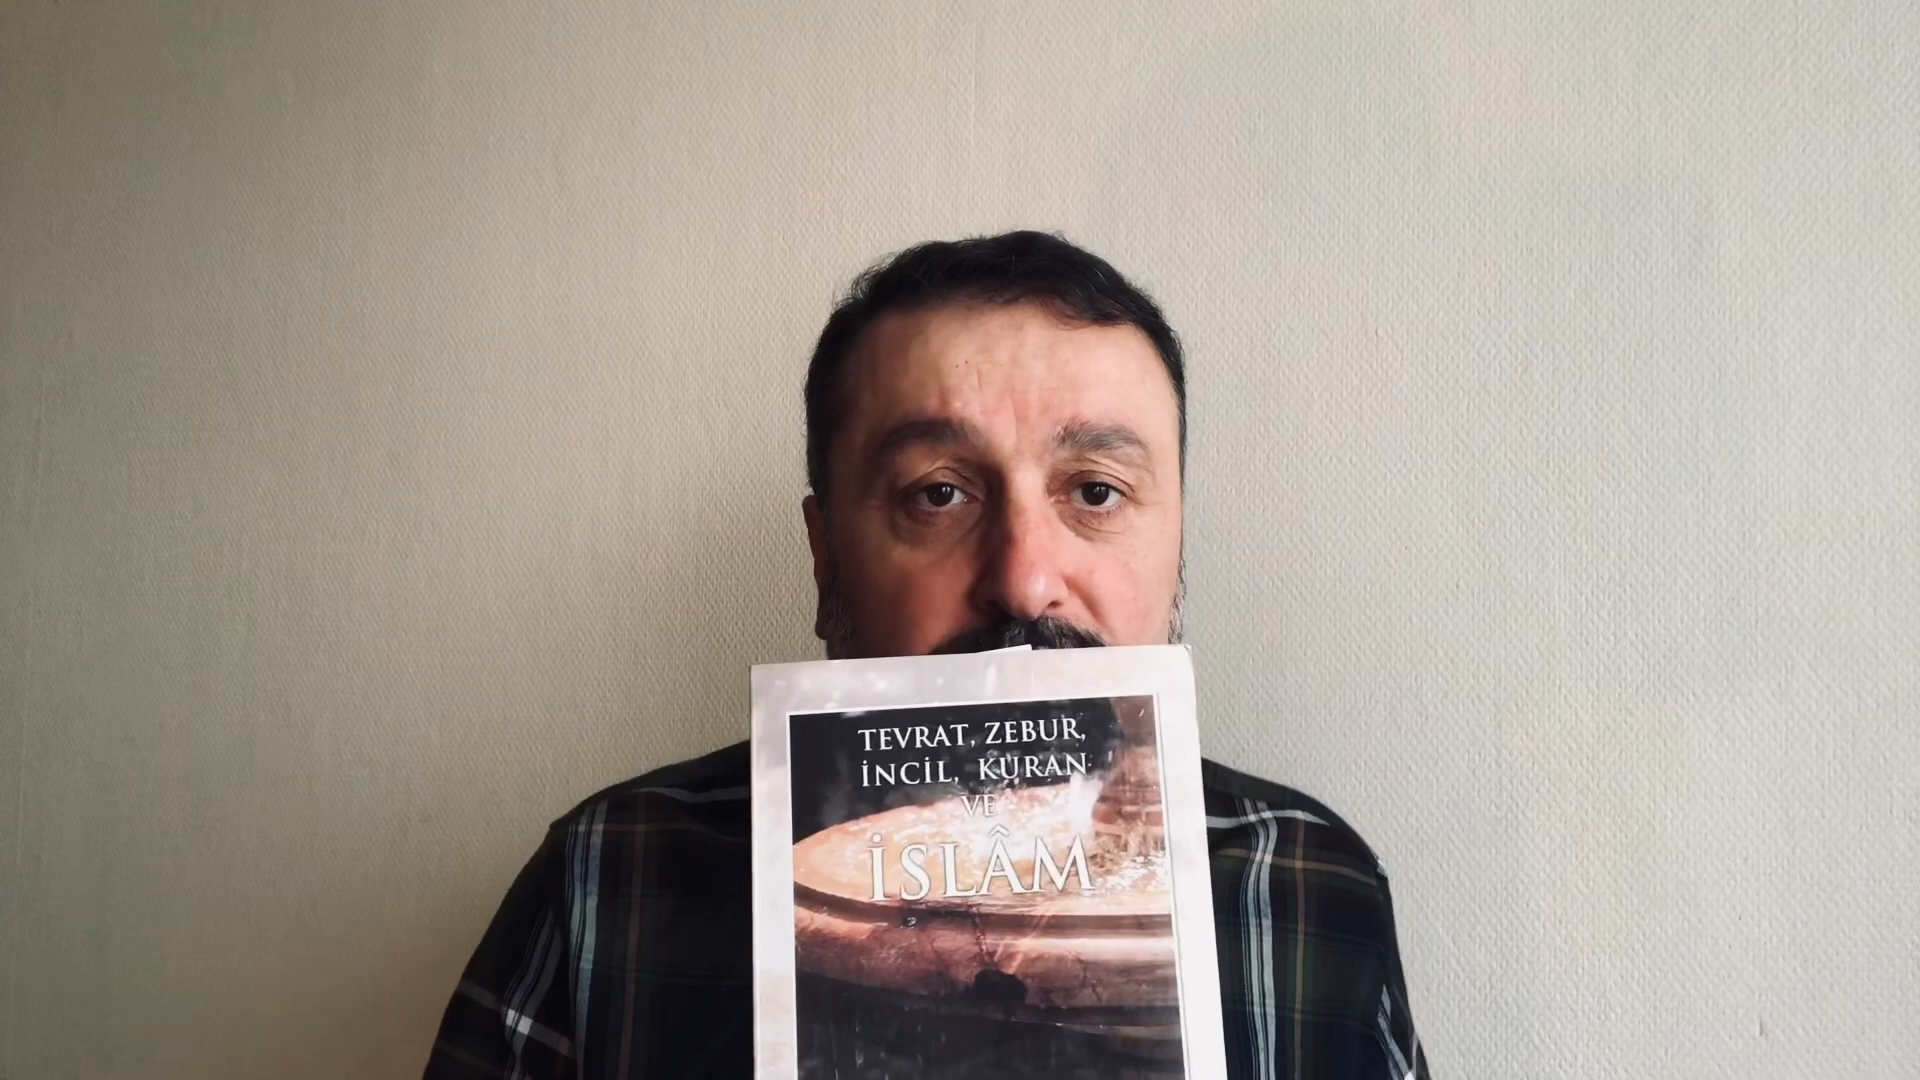 TEVRAT, ZEBUR,
İNCİL, KURAN
VE
İSLÂM